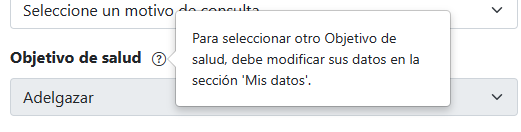 Seleccione un motivo de consulta
Para seleccionar otro Objetivo de
salud, debe modificar sus datos en la
sección 'Mis datos'.
Objetivo de salud ?
Adelgazar